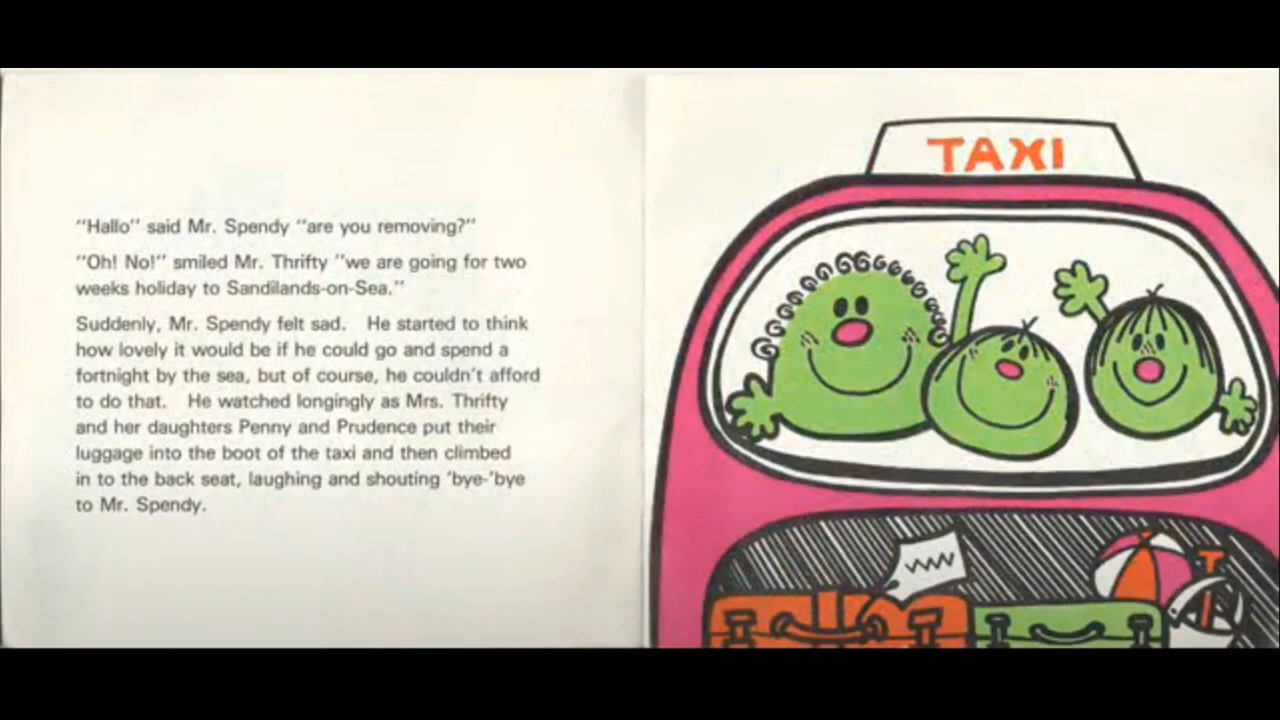 "Hallo" said Mr. Spendy "are you removing?"
"Oh! No!" smiled Mr. Thrifty "we are going for two
weeks holiday to Sandilands-on-Sea."
Suddenly, Mr. Spendy felt sad. He started to think
how lovely it would be if he could go and spend a
fortnight by the sea, but of course, he couldn't afford
to do that. He watched longingly as Mrs. Thrifty
and her daughters Penny and Prudence put their
luggage into the boot of the taxi and then climbed
in to the back seat, laughing and shouting 'bye-'bye
to Mr. Spendy.
TAXI